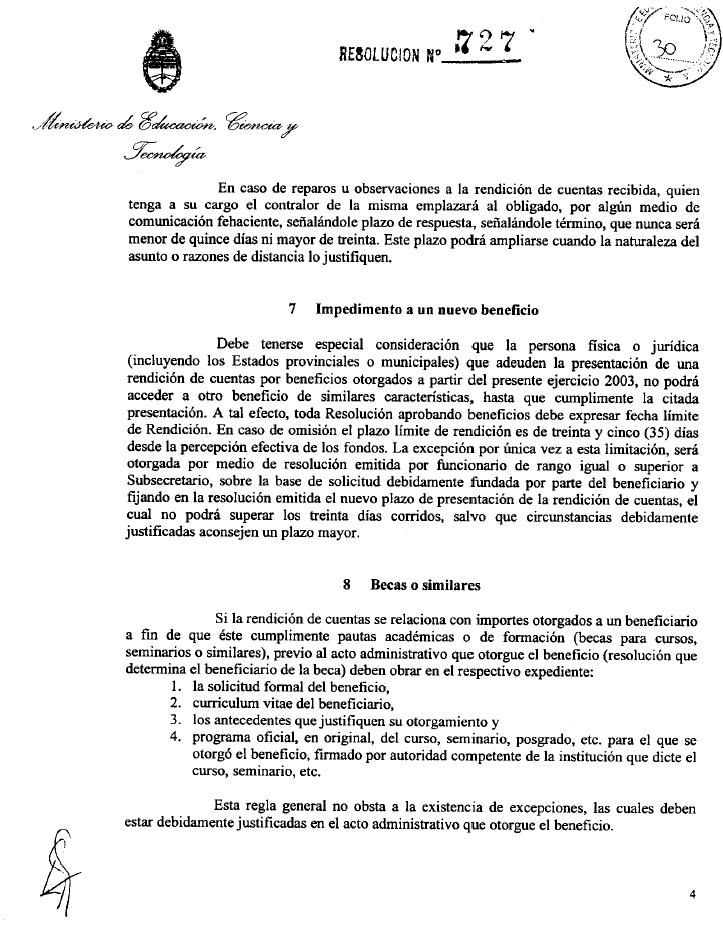 RESOLUCION Nº 727
FOLIO
30
Ministerio de Educación, Ciencia y
Tecnología
En caso de reparos u observaciones a la rendición de cuentas recibida, quien
tenga a su cargo el contralor de la misma emplazará al obligado, por algún medio de
comunicación fehaciente, señalándole plazo de respuesta, señalándole término, que nunca será
menor de quince días ni mayor de treinta. Este plazo podrá ampliarse cuando la naturaleza del
asunto o razones de distancia lo justifiquen.
7 Impedimento a un nuevo beneficio
Debe tenerse especial consideración que la persona física o jurídica
(incluyendo los Estados provinciales o municipales) que adeuden la presentación de una
rendición de cuentas por beneficios otorgados a partir del presente ejercicio 2003, no podrá
acceder a otro beneficio de similares características, hasta que cumplimente la citada
presentación. A tal efecto, toda Resolución aprobando beneficios debe expresar fecha límite
de Rendición. En caso de omisión el plazo límite de rendición es de treinta y cinco (35) días
desde la percepción efectiva de los fondos. La excepción por única vez a esta limitación, será
otorgada por medio de resolución emitida por funcionario de rango igual o superior a
Subsecretario, sobre la base de solicitud debidamente fundada por parte del beneficiario y
fijando en la resolución emitida el nuevo plazo de presentación de la rendición de cuentas, el
cual no podrá superar los treinta días corridos, salvo que circunstancias debidamente
justificadas aconsejen un plazo mayor.
8 Becas o similares
Si la rendición de cuentas se relaciona con importes otorgados a un beneficiario
a fin de que éste cumplimente pautas académicas o de formación (becas para cursos,
seminarios o similares), previo al acto administrativo que otorgue el beneficio (resolución que
determina el beneficiario de la beca) deben obrar en el respectivo expediente:
1. la solicitud formal del beneficio,
2. curriculum vitae del beneficiario,
3. los antecedentes que justifiquen su otorgamiento y
4. programa oficial, en original, del curso, seminario, posgrado, etc. para el que se
otorgó el beneficio, firmado por autoridad competente de la institución que dicte el
curso, seminario, etc.
Esta regla general no obsta a la existencia de excepciones, las cuales deben
estar debidamente justificadas en el acto administrativo que otorgue el beneficio.
4